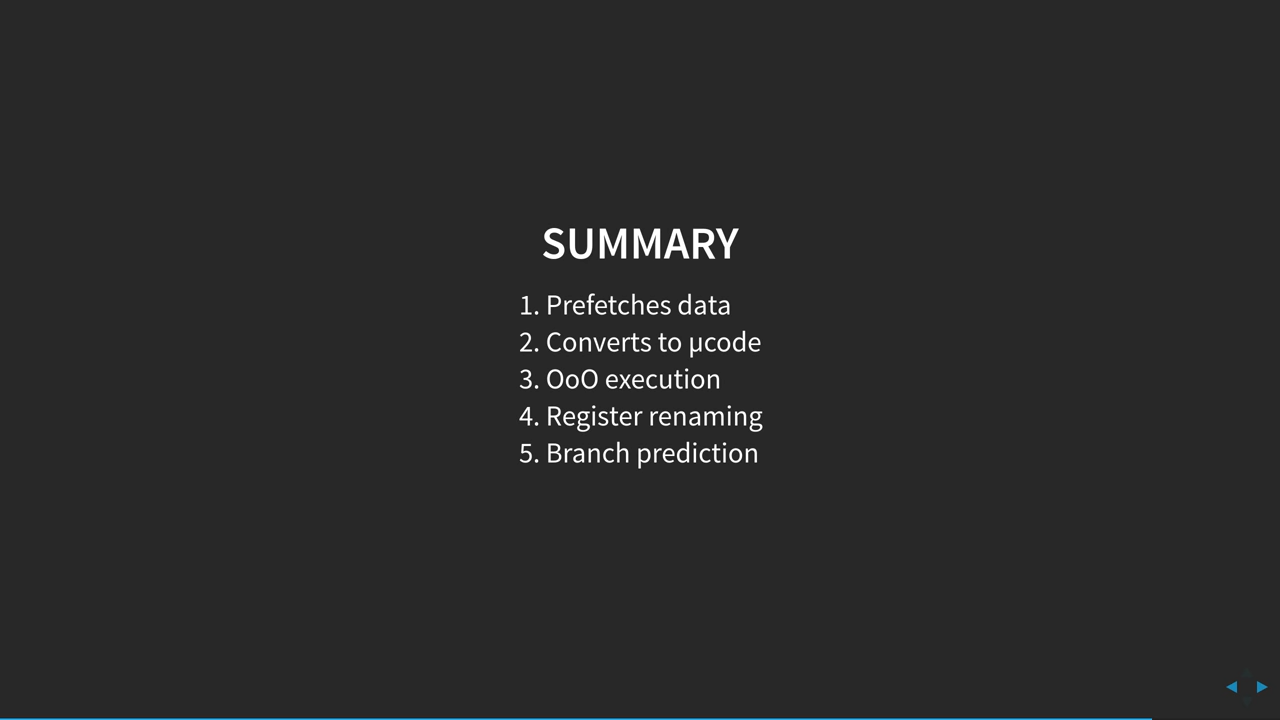 SUMMARY
1. Prefetches data
2. Converts to µcode
3. OoO execution
4. Register renaming
5. Branch prediction